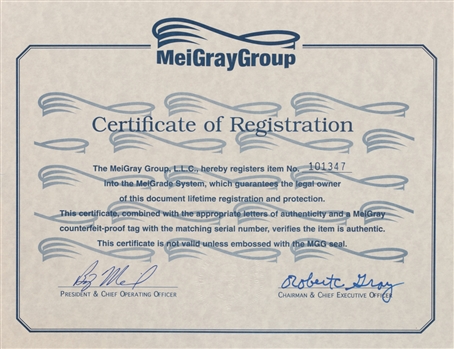 MeiGrayGroup
Certificate of Registration
The MeiGray Group, L.L.C., hereby registers item No. 101347
into the MeiGrade System, which guarantees the legal owner
of this document lifetime registration and protection.
This certificate, combined with the appropriate letters of authenticity and a MeiGray
counterfeit-proof tag with the matching serial number, verifies the item is authentic.
This certificate is not valid unless embossed with the MGG seal.
Robert Gray
PRESIDENT & CHIEF OPERATING OFFICER
CHAIRMAN & CHIEF EXECUTIVE OFFICER